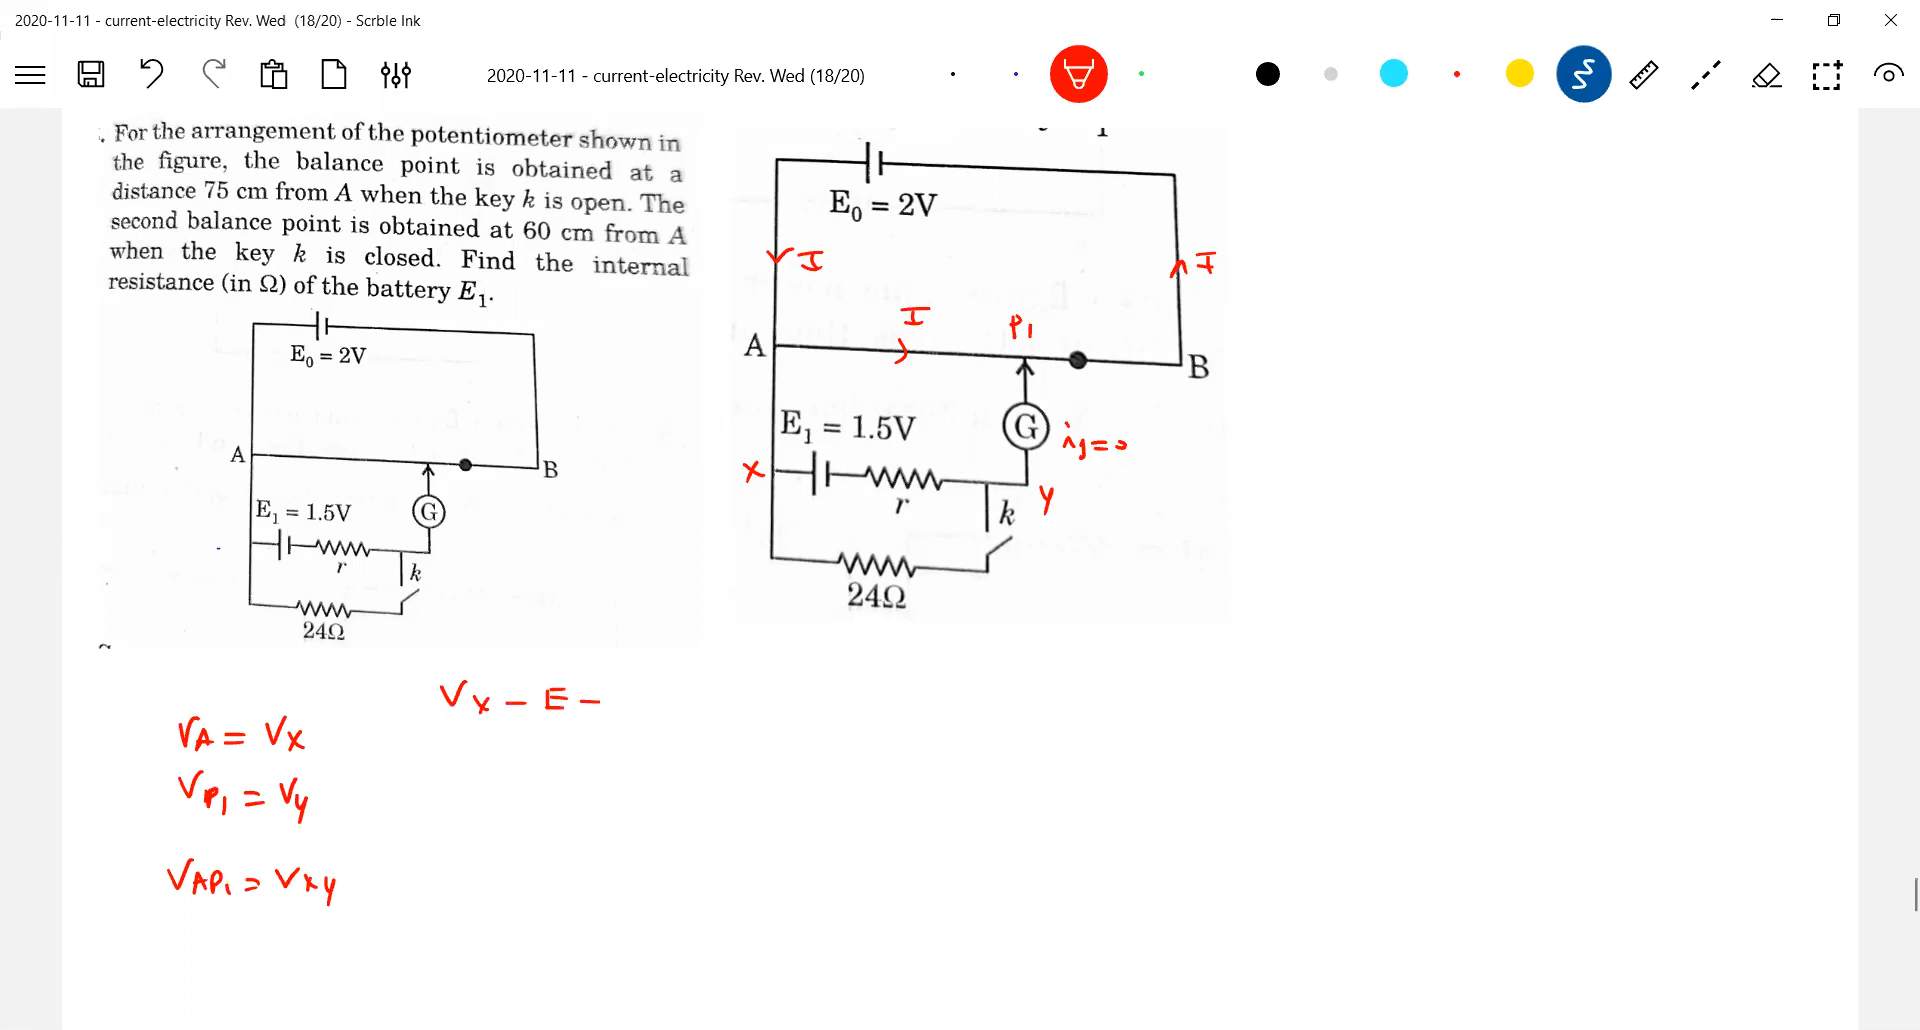 2020-11-11 - current-electricity Rev. Wed (18/20) - Scrble Ink
2020-11-11 - current-electricity Rev. Wed (18/20)
. For the arrangement of the potentiometer shown in
the figure, the balance point is obtained at a
distance 75 cm from A when the key k is open. The
second balance point is obtained at 60 cm from A
when the key k is closed. Find the internal
resistance (in Ω) of the battery E₁.
E₀ = 2V
A
B
E₁ = 1.5V
G
r
k
24Ω
E₀ = 2V
I
I
I
P₁
A
B
E₁ = 1.5V
G
ig=0
X
r
k
Y
24Ω
Vx - E -
VA = Vx
VP₁ = Vy
VAP₁ = Vxy